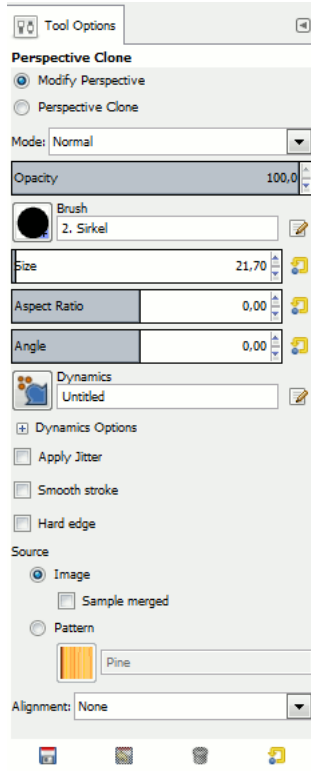 Tool Options
Perspective Clone
Modify Perspective
Perspective Clone
Mode: Normal
Opacity 100,0
Brush
2. Sirkel
Size 21,70
Aspect Ratio 0,00
Angle 0,00
Dynamics
Untitled
Dynamics Options
Apply Jitter
Smooth stroke
Hard edge
Source
Image
Sample merged
Pattern
Pine
Alignment: None